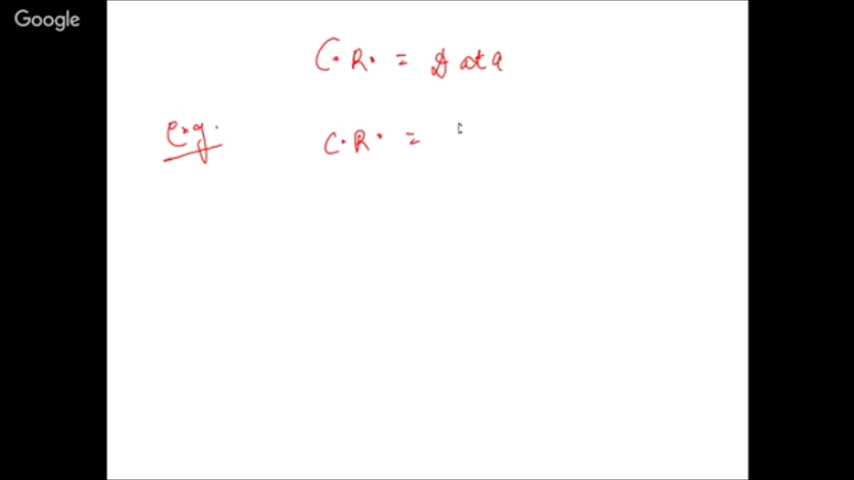 Google
C.R. = Data
e.g. C.R. =